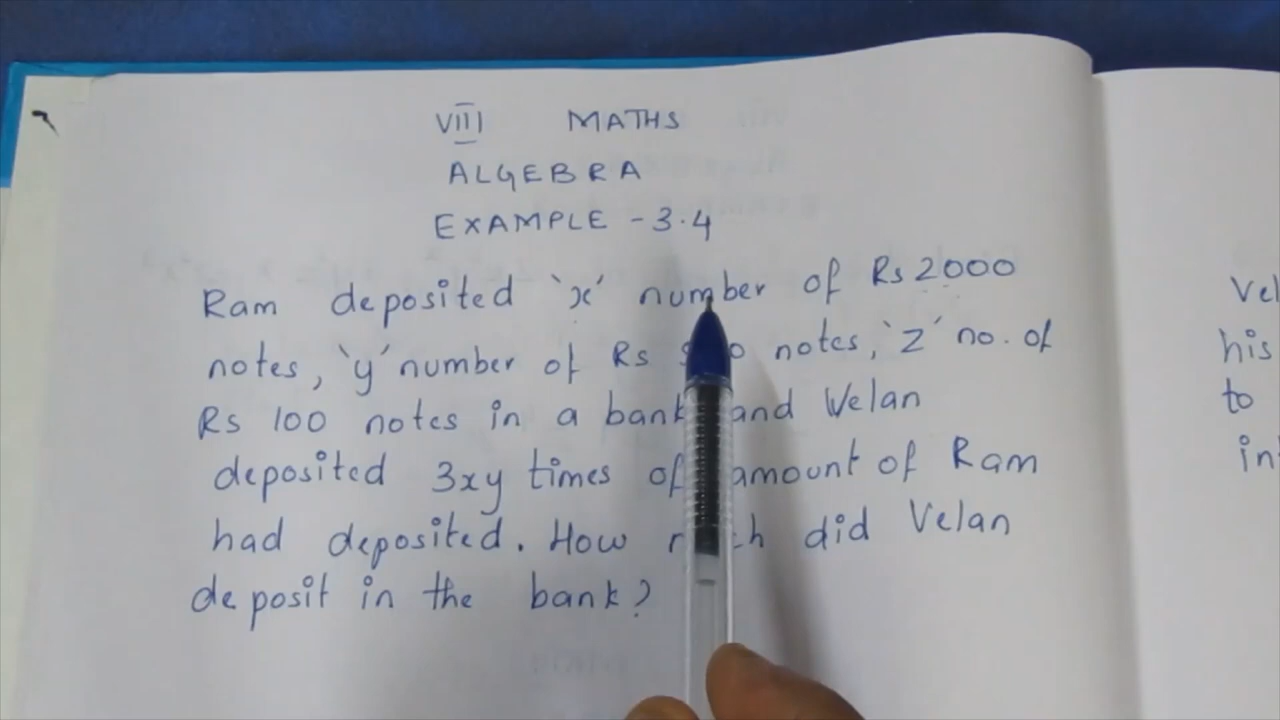 VIII MATHS
ALGEBRA
EXAMPLE - 3.4
Ram deposited 'x' number of Rs 2000
notes, 'y' number of Rs notes, 'z' no. of
Rs 100 notes in a bank and Velan
deposited 3xy times of amount of Ram
had deposited. How did Velan
deposit in the bank?
his
to